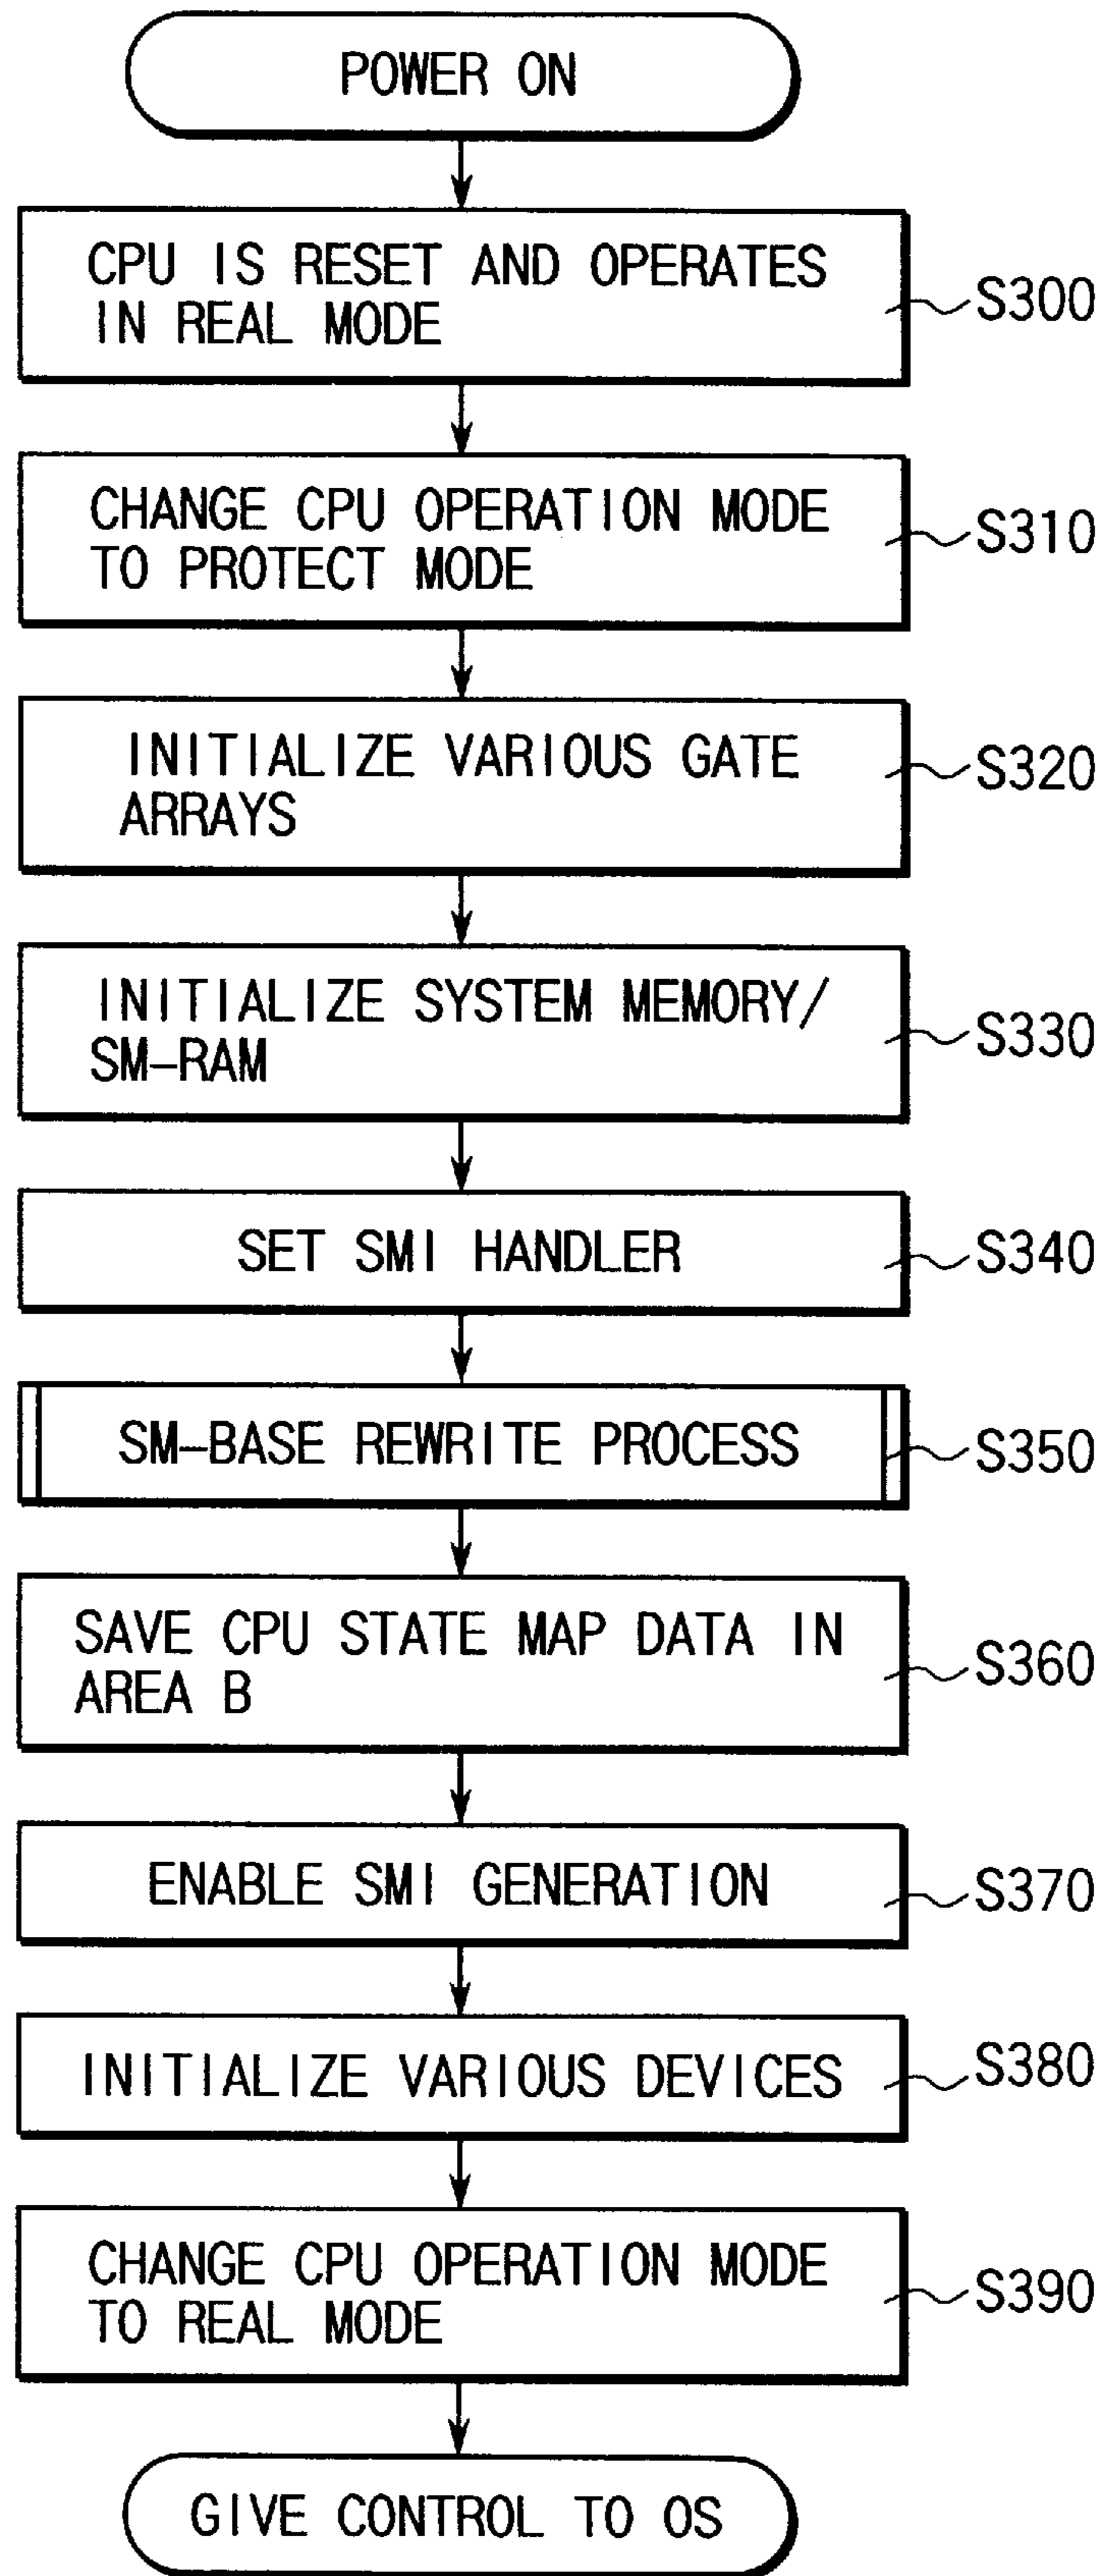 POWER ON
CPU IS RESET AND OPERATES
IN REAL MODE
S300
CHANGE CPU OPERATION MODE
TO PROTECT MODE
S310
INITIALIZE VARIOUS GATE
ARRAYS
S320
INITIALIZE SYSTEM MEMORY/
SM-RAM
S330
SET SMI HANDLER
S340
SM-BASE REWRITE PROCESS
S350
SAVE CPU STATE MAP DATA IN
AREA B
S360
ENABLE SMI GENERATION
S370
INITIALIZE VARIOUS DEVICES
S380
CHANGE CPU OPERATION MODE
TO REAL MODE
S390
GIVE CONTROL TO OS